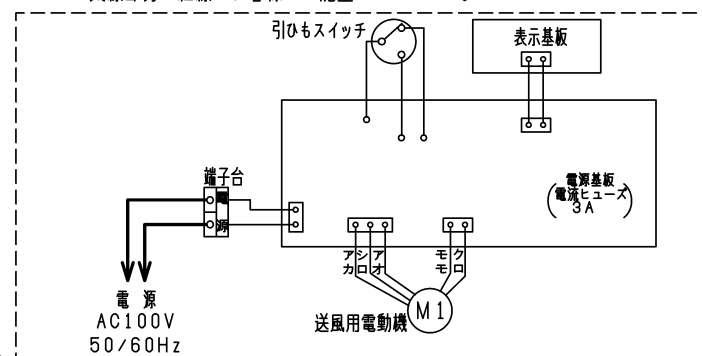 引ひもスイッチ
表示基板
端子台
電
源
電源基板
電流ヒューズ
3A
アカ
シロ
アオ
モモ
クロ
送風用電動機
M1
電 源
AC100V
50/60Hz